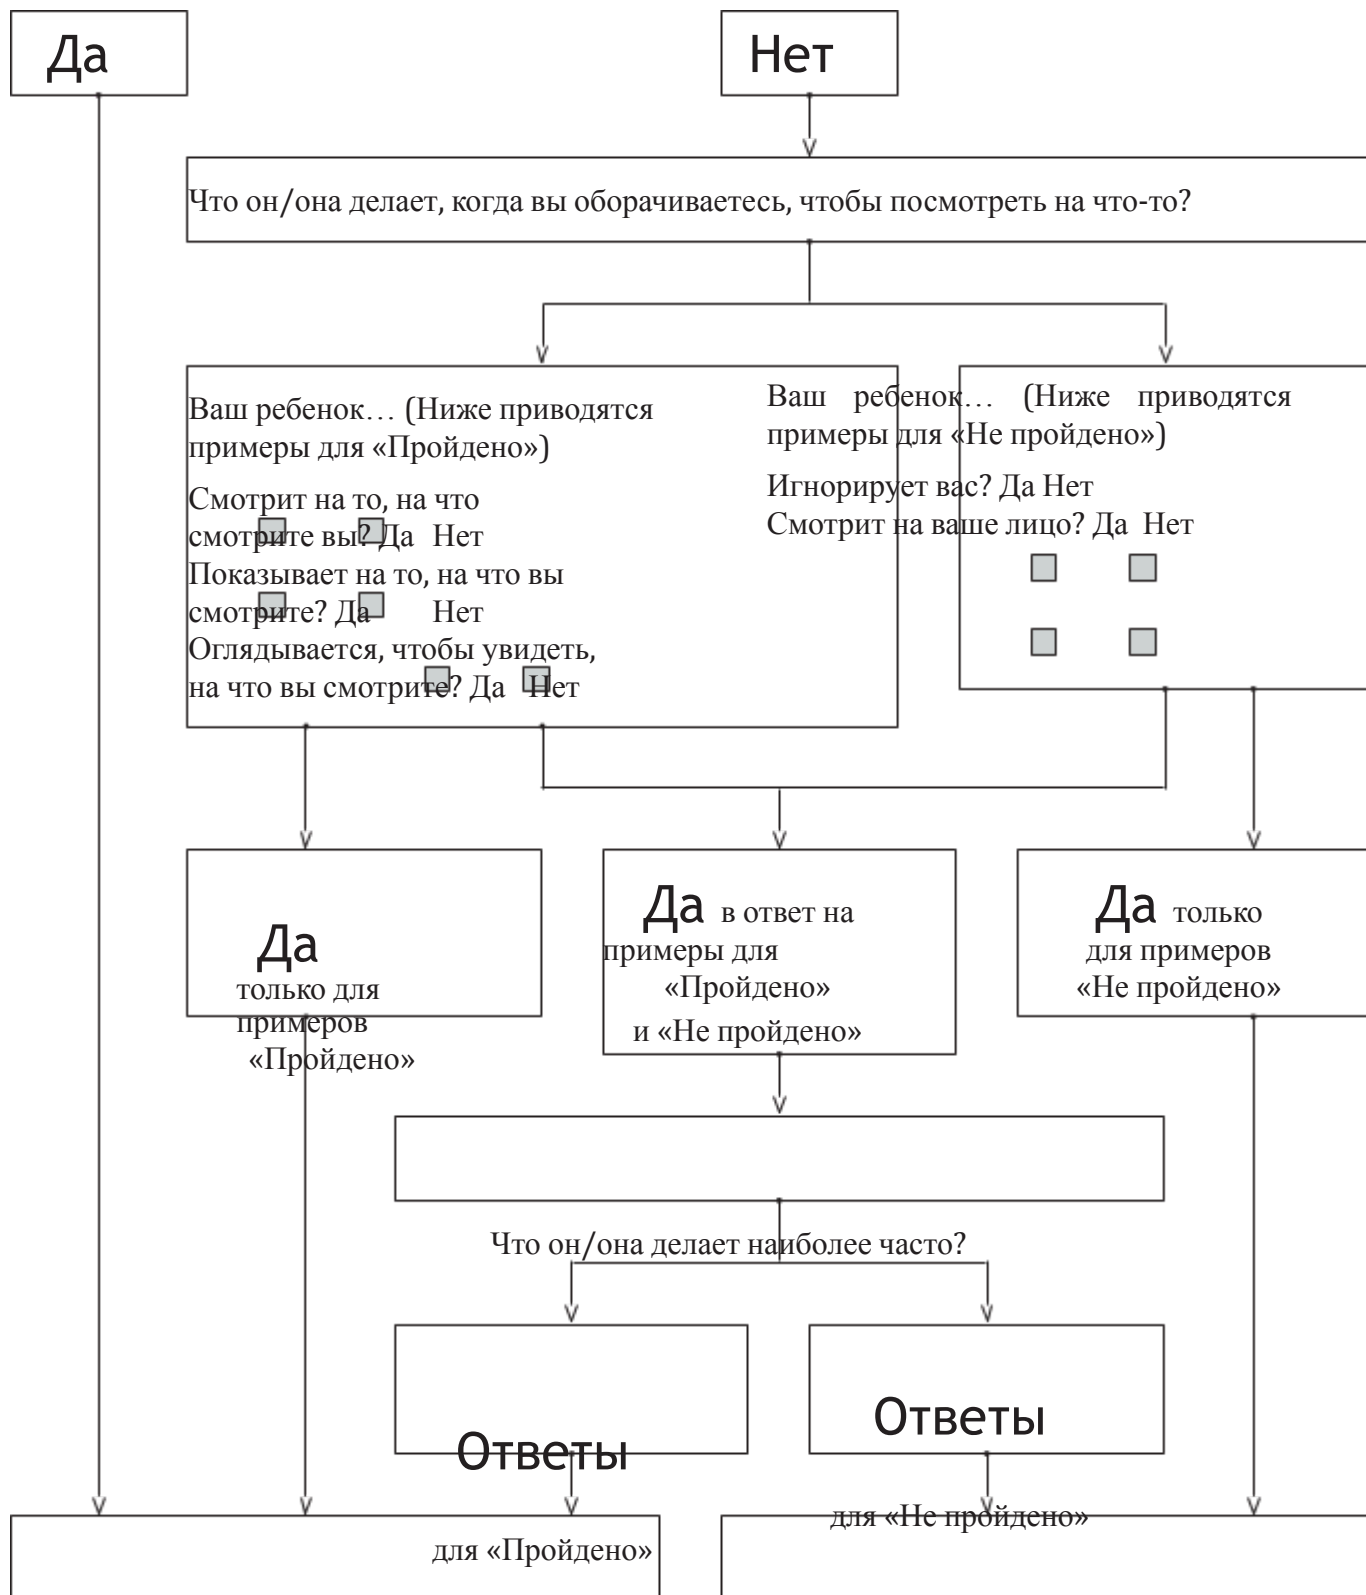 Да
Нет
Что он/она делает, когда вы оборачиваетесь, чтобы посмотреть на что-то?
Ваш ребенок… (Ниже приводятся
примеры для «Пройдено»)
Смотрит на то, на что
смотрите вы? Да Нет
Показывает на то, на что вы
смотрите? Да Нет
Оглядывается, чтобы увидеть,
на что вы смотрите? Да Нет
Ваш ребенок… (Ниже приводятся
примеры для «Не пройдено»)
Игнорирует вас? Да Нет
Смотрит на ваше лицо? Да Нет
Да
только для
примеров
«Пройдено»
Да в ответ на
примеры для
«Пройдено»
и «Не пройдено»
Да только
для примеров
«Не пройдено»
Что он/она делает наиболее часто?
Ответы
для «Пройдено»
Ответы
для «Не пройдено»